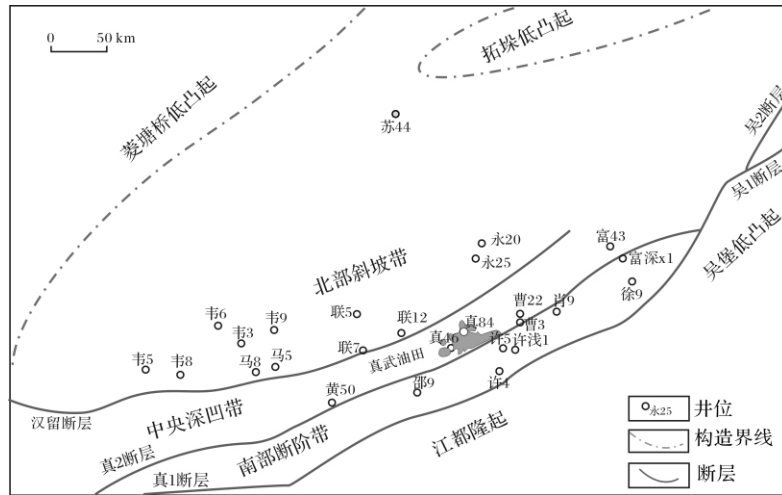 0 50 km
拓垛低凸起
菱塘桥低凸起
苏44
吴2断层
吴1断层
吴堡低凸起
永20
永25
北部斜坡带
富43
富深x1
徐9
韦6
韦9
韦3
联5
联12
真84
曹22
肖9
曹3
真46
许5
许浅1
韦5
韦8
马8
马5
联7
真武油田
许4
黄50
邵9
汉留断层
中央深凹带
真2断层
南部断阶带
真1断层
江都隆起
永25 井位
构造界线
断层